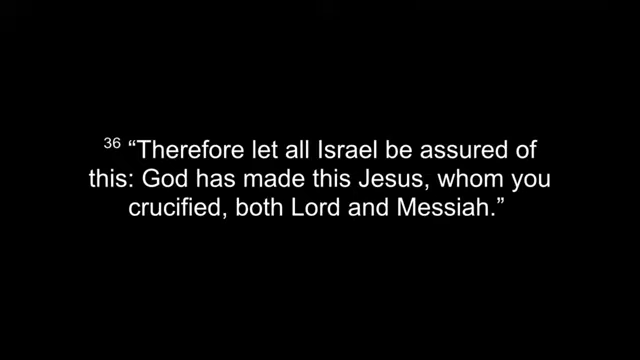 36 “Therefore let all Israel be assured of
this: God has made this Jesus, whom you
crucified, both Lord and Messiah.”